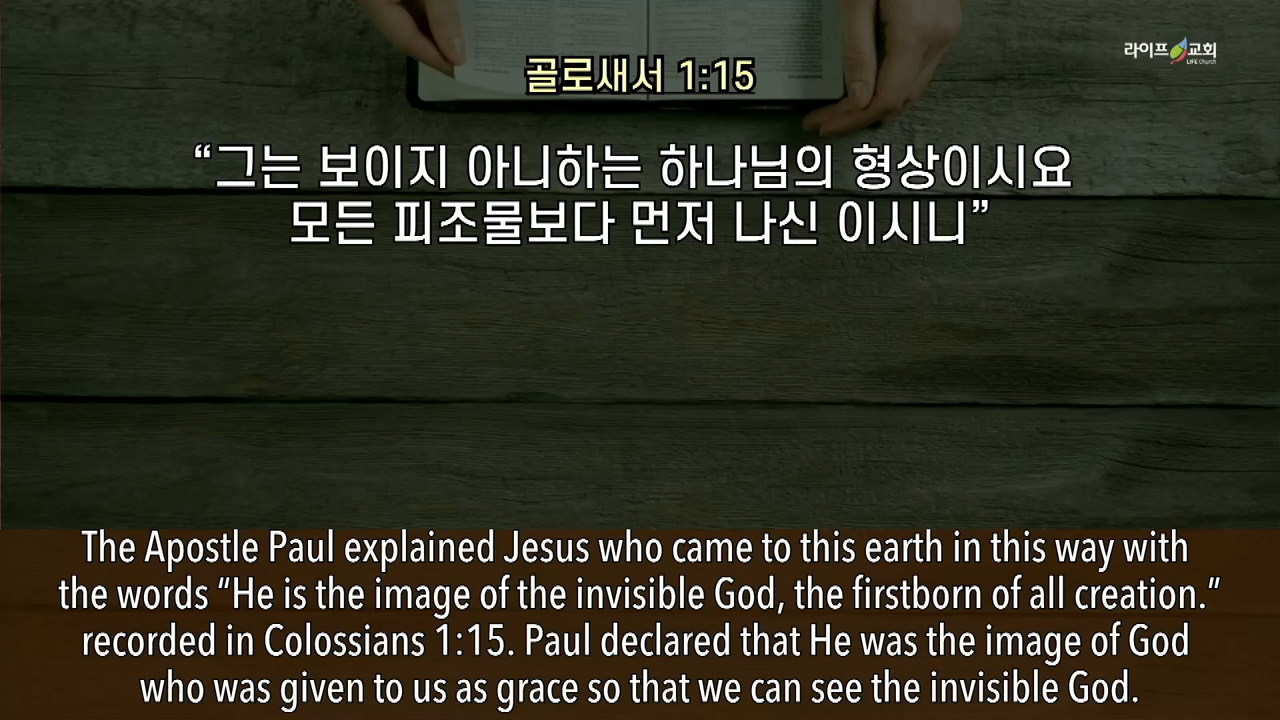 라이프 교회
LIFE Church
골로새서 1:15
“그는 보이지 아니하는 하나님의 형상이시요
모든 피조물보다 먼저 나신 이시니”
The Apostle Paul explained Jesus who came to this earth in this way with
the words “He is the image of the invisible God, the firstborn of all creation.”
recorded in Colossians 1:15. Paul declared that He was the image of God
who was given to us as grace so that we can see the invisible God.